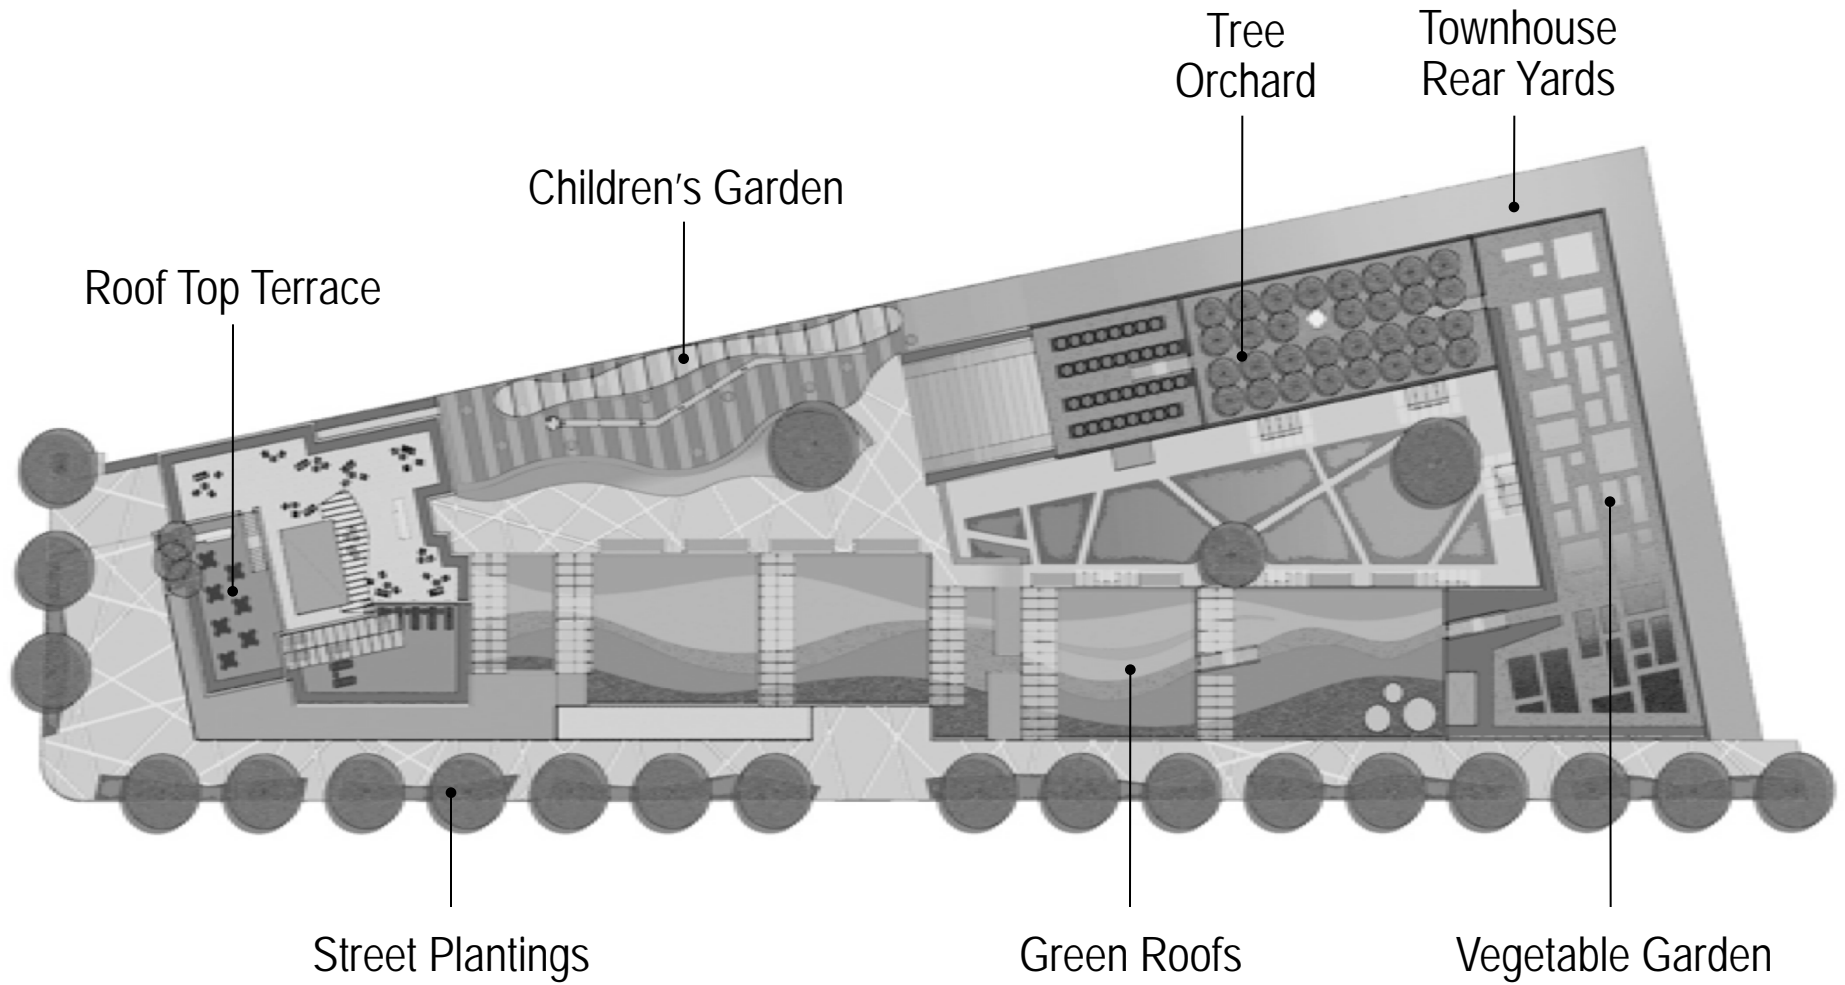 Tree
Orchard
Townhouse
Rear Yards
Children's Garden
Roof Top Terrace
Street Plantings
Green Roofs
Vegetable Garden